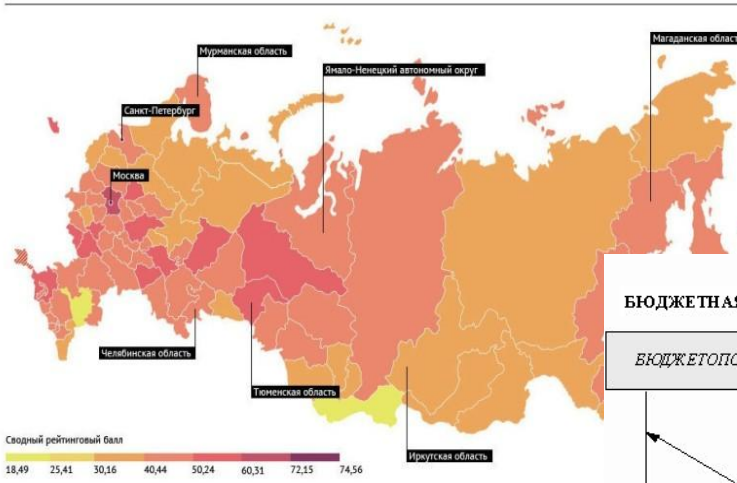 Мурманская область
Магаданская област
Ямало-Ненецкий автономный округ
Санкт-Петербург
Москва
БЮДЖЕТНАЯ
БЮДЖЕТОПО
Челябинская область
Тюменская область
Иркутская область
Сводный рейтинговый балл
18,49 25,41 30,16 40,44 50,24 60,31 72,15 74,56